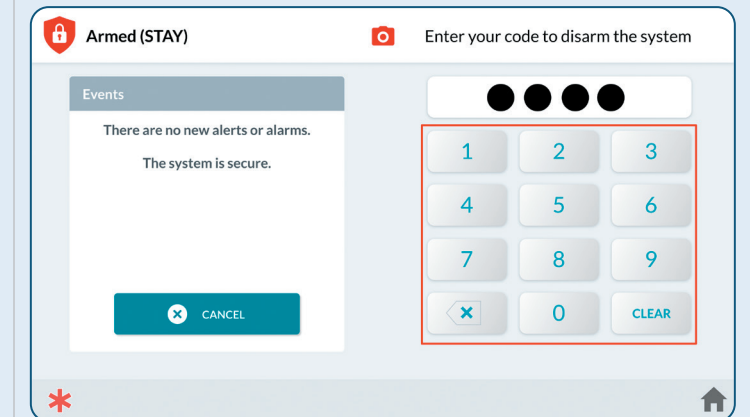 Armed (STAY)
Enter your code to disarm the system
Events
There are no new alerts or alarms.
The system is secure.
CANCEL
1 2 3
4 5 6
7 8 9
0 CLEAR